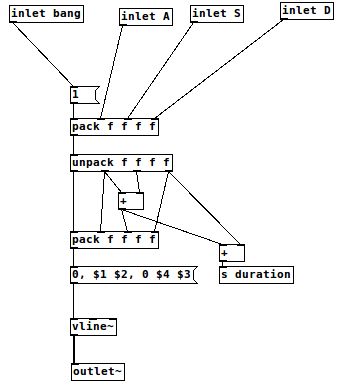 inlet bang
inlet A
inlet S
inlet D
1
pack f f f f
unpack f f f f
+
pack f f f f
+
0, $1 $2, 0 $4 $3
s duration
vline~
outlet~